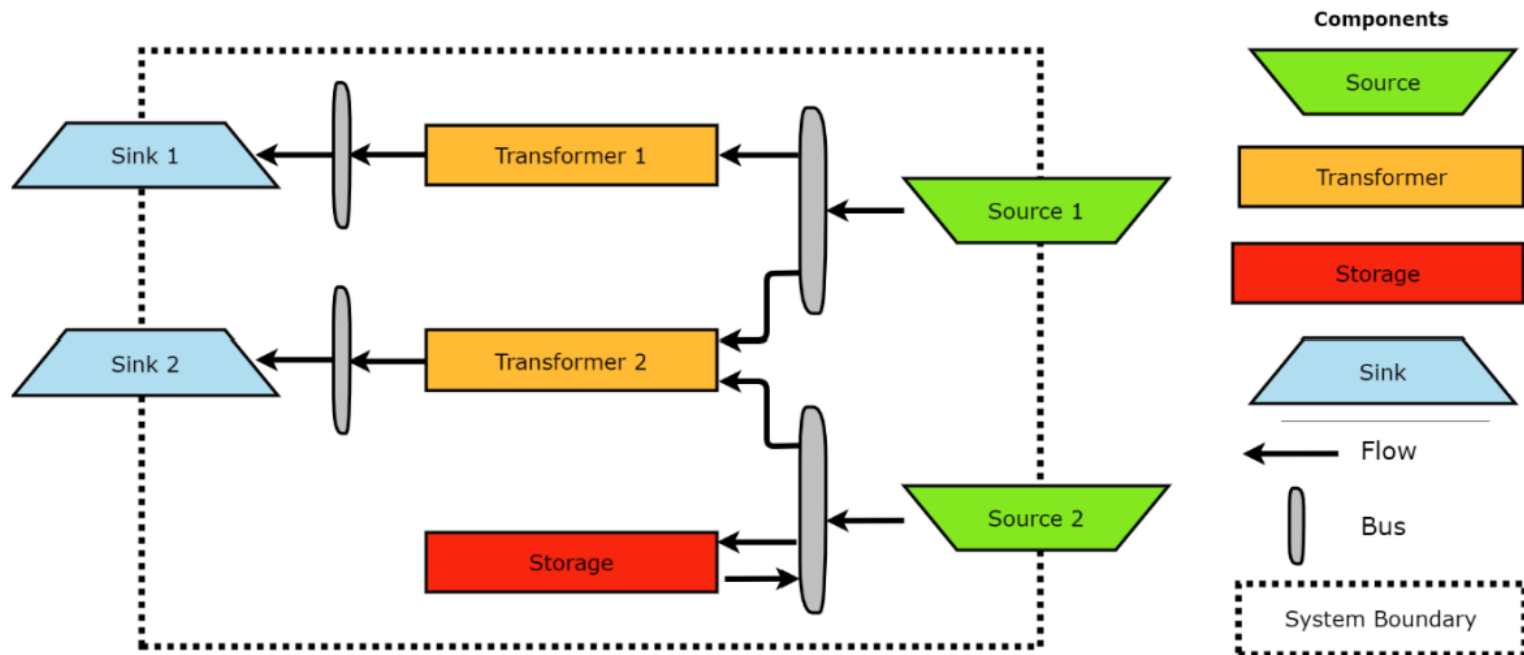 Components
Source
Transformer
Storage
Sink
Flow
Bus
System Boundary
Sink 1
Transformer 1
Source 1
Sink 2
Transformer 2
Source 2
Storage